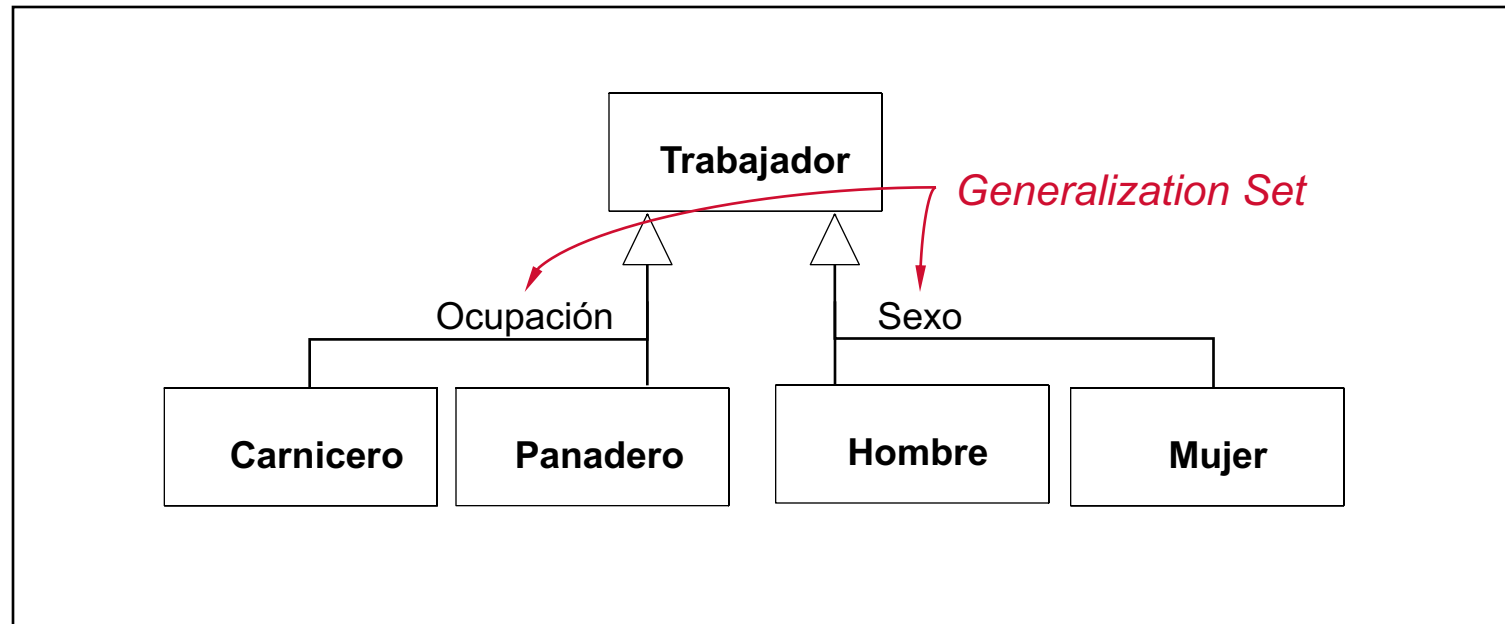 Trabajador
Generalization Set
Ocupación
Sexo
Carnicero
Panadero
Hombre
Mujer